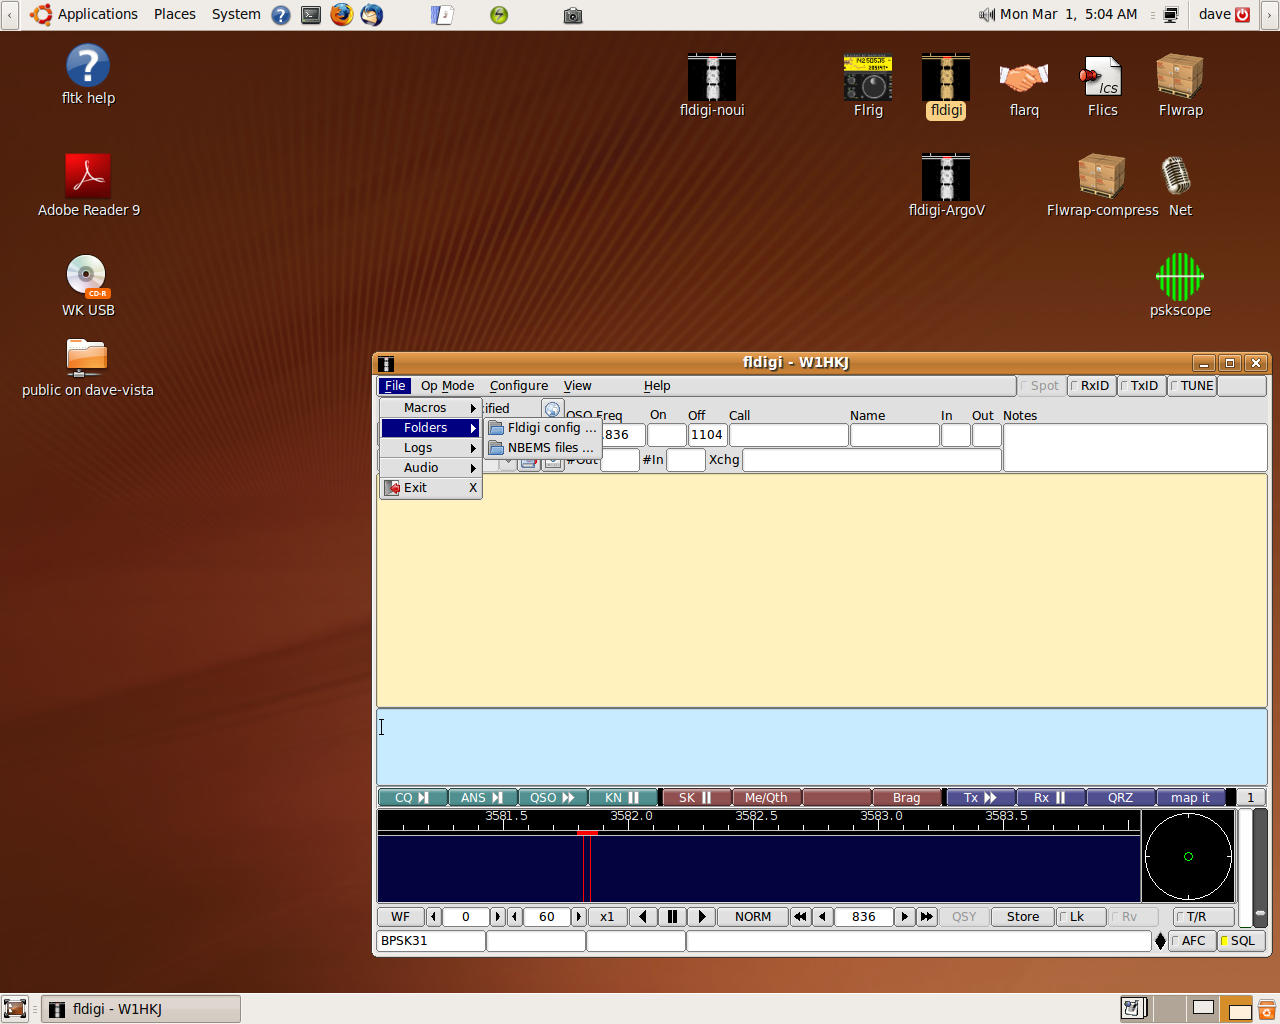 Applications Places System Mon Mar 1, 5:04 AM dave
fltk help
fldigi-noui
Flrig
fldigi
flarq
lcs
Flics
Flwrap
Adobe Reader 9
fldigi-ArgoV
Flwrap-compress
Net
CD-R
WK USB
pskscope
public on dave-vista
fldigi - W1HKJ
File Op Mode Configure View Help Spot RxID TxID TUNE
Macros
Folders
Logs
Audio
Exit X
Fldigi config ...
NBEMS files ...
QSO Freq On Off Call Name In Out Notes
.836 1104
#Out #In Xchg
CQ ANS QSO KN SK Me/Qth Brag Tx Rx QRZ map it 1
3581.5 3582.0 3582.5 3583.0 3583.5
WF 0 60 x1 NORM 836 QSY Store Lk Rv T/R
BPSK31 AFC SQL
fldigi - W1HKJ